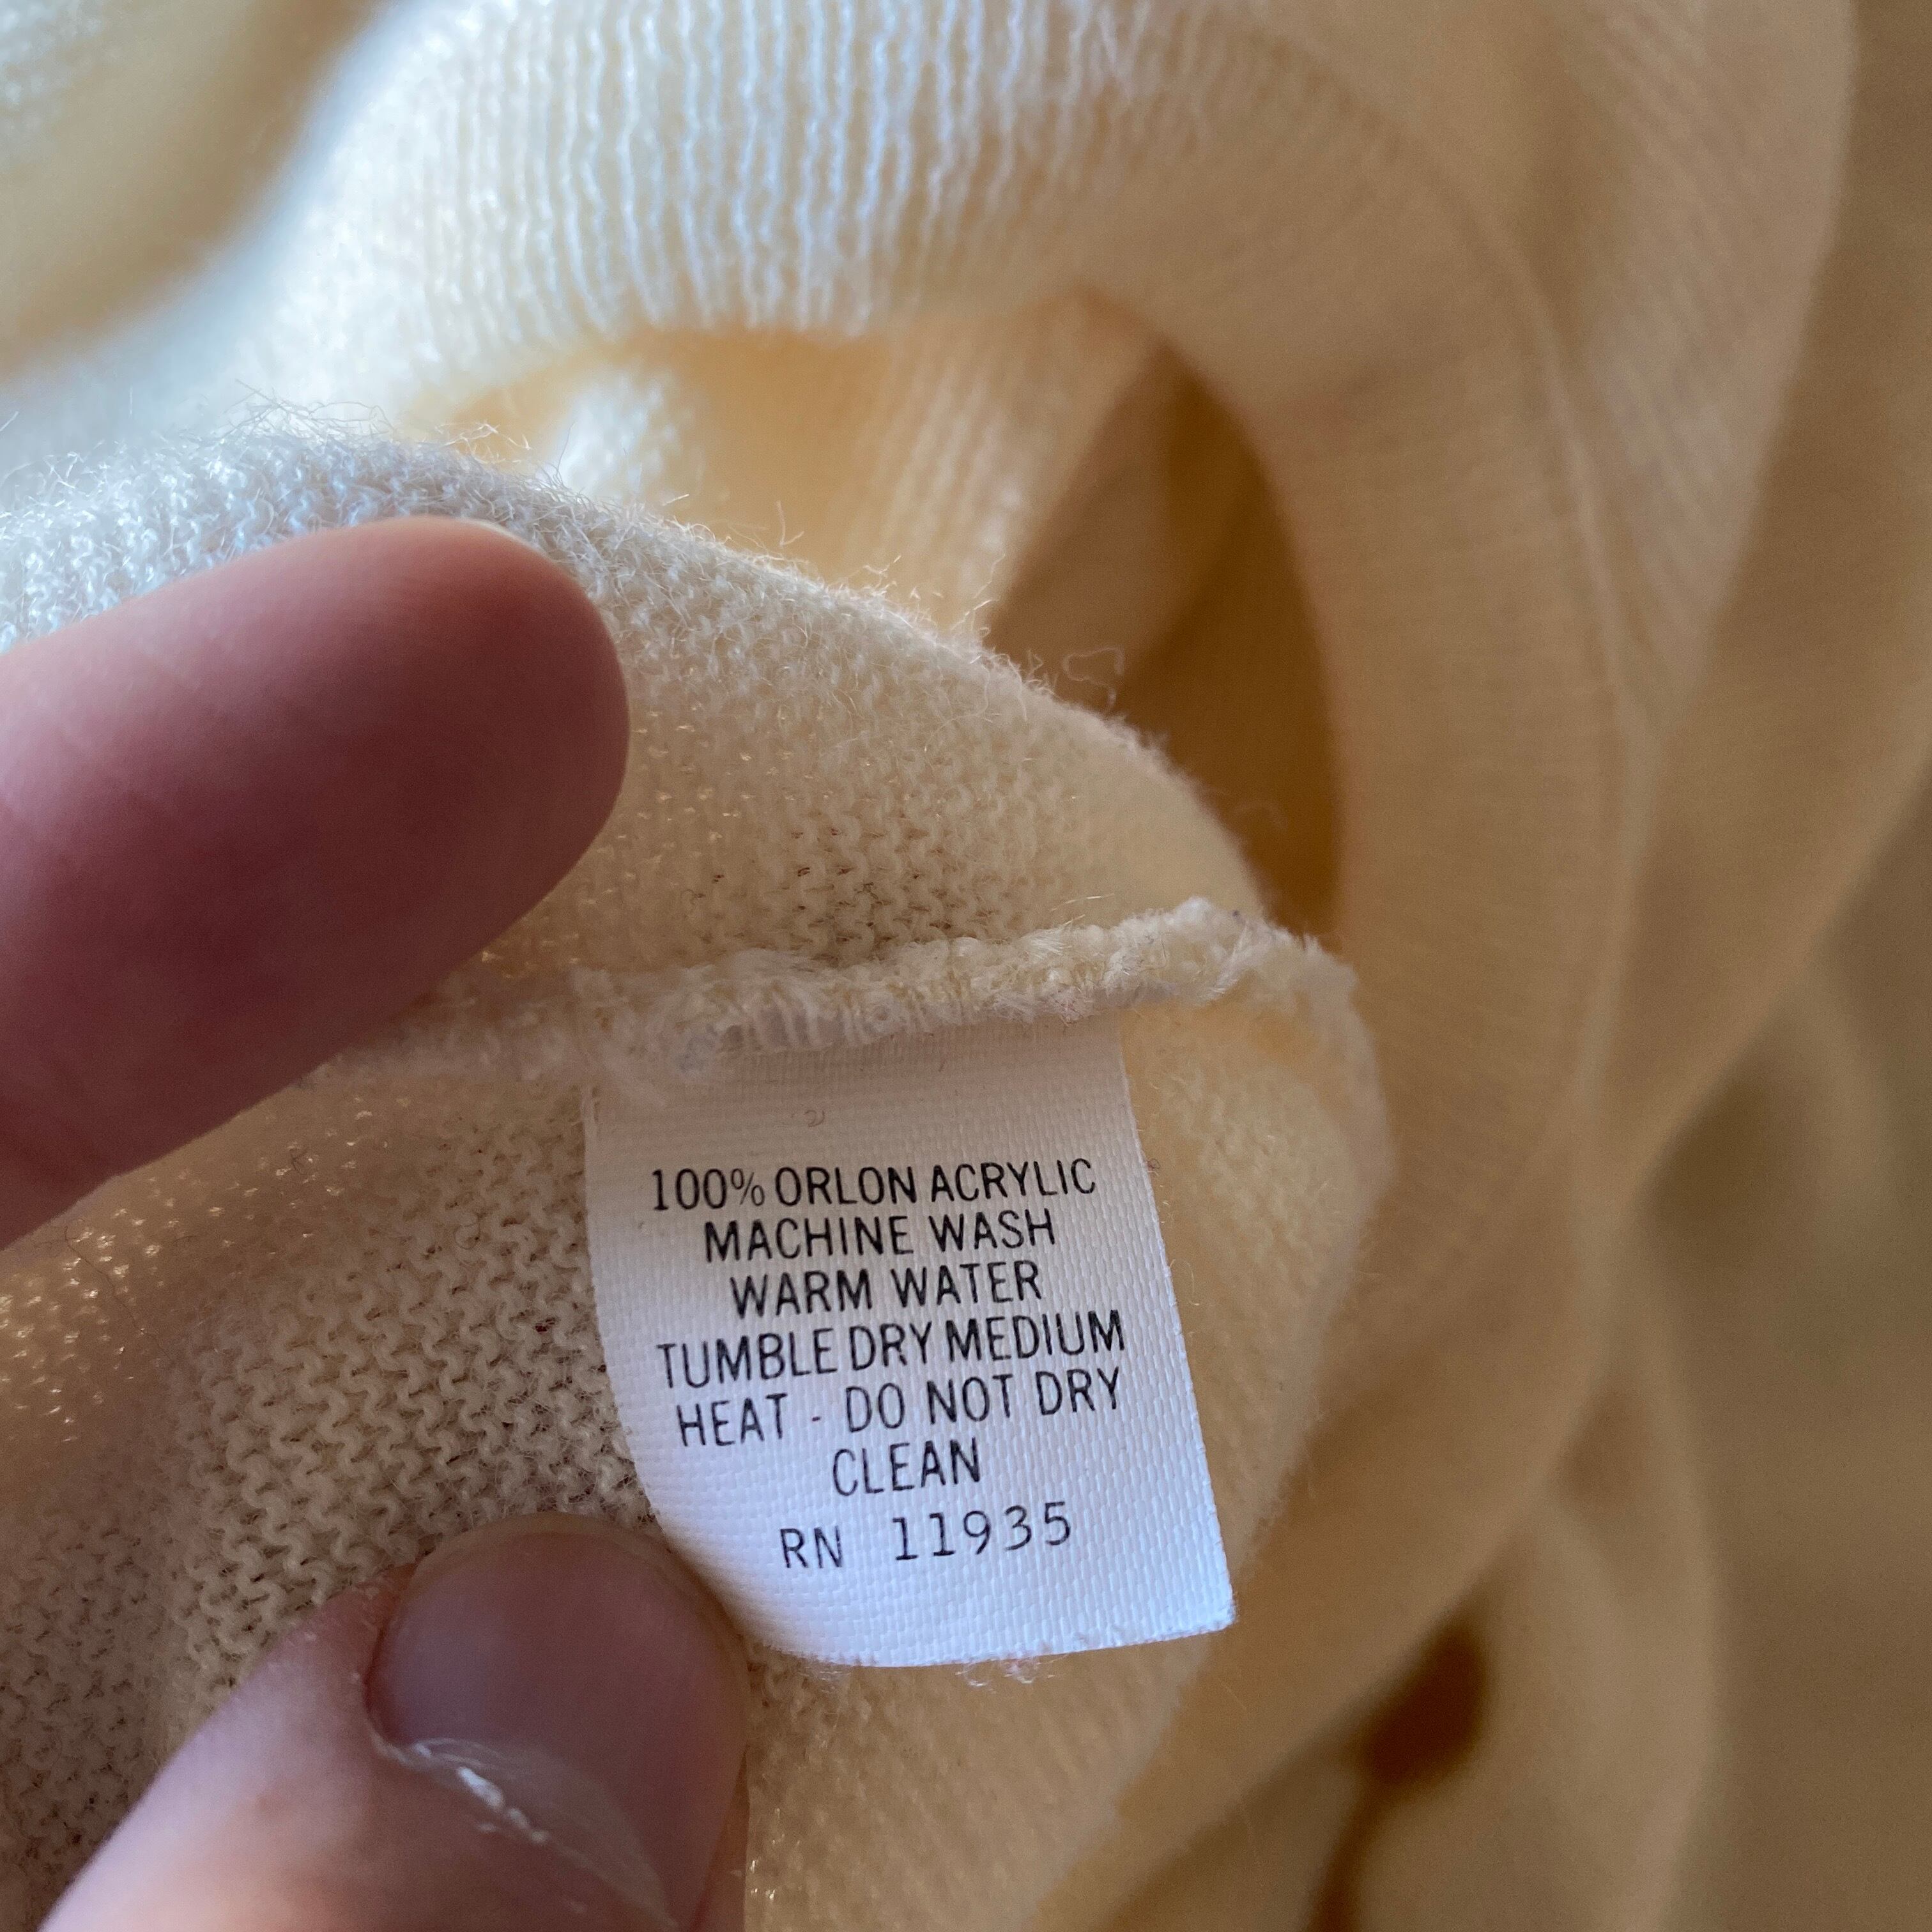 100% ORLON ACRYLIC
MACHINE WASH
WARM WATER
TUMBLE DRY MEDIUM
HEAT - DO NOT DRY
CLEAN
RN 11935